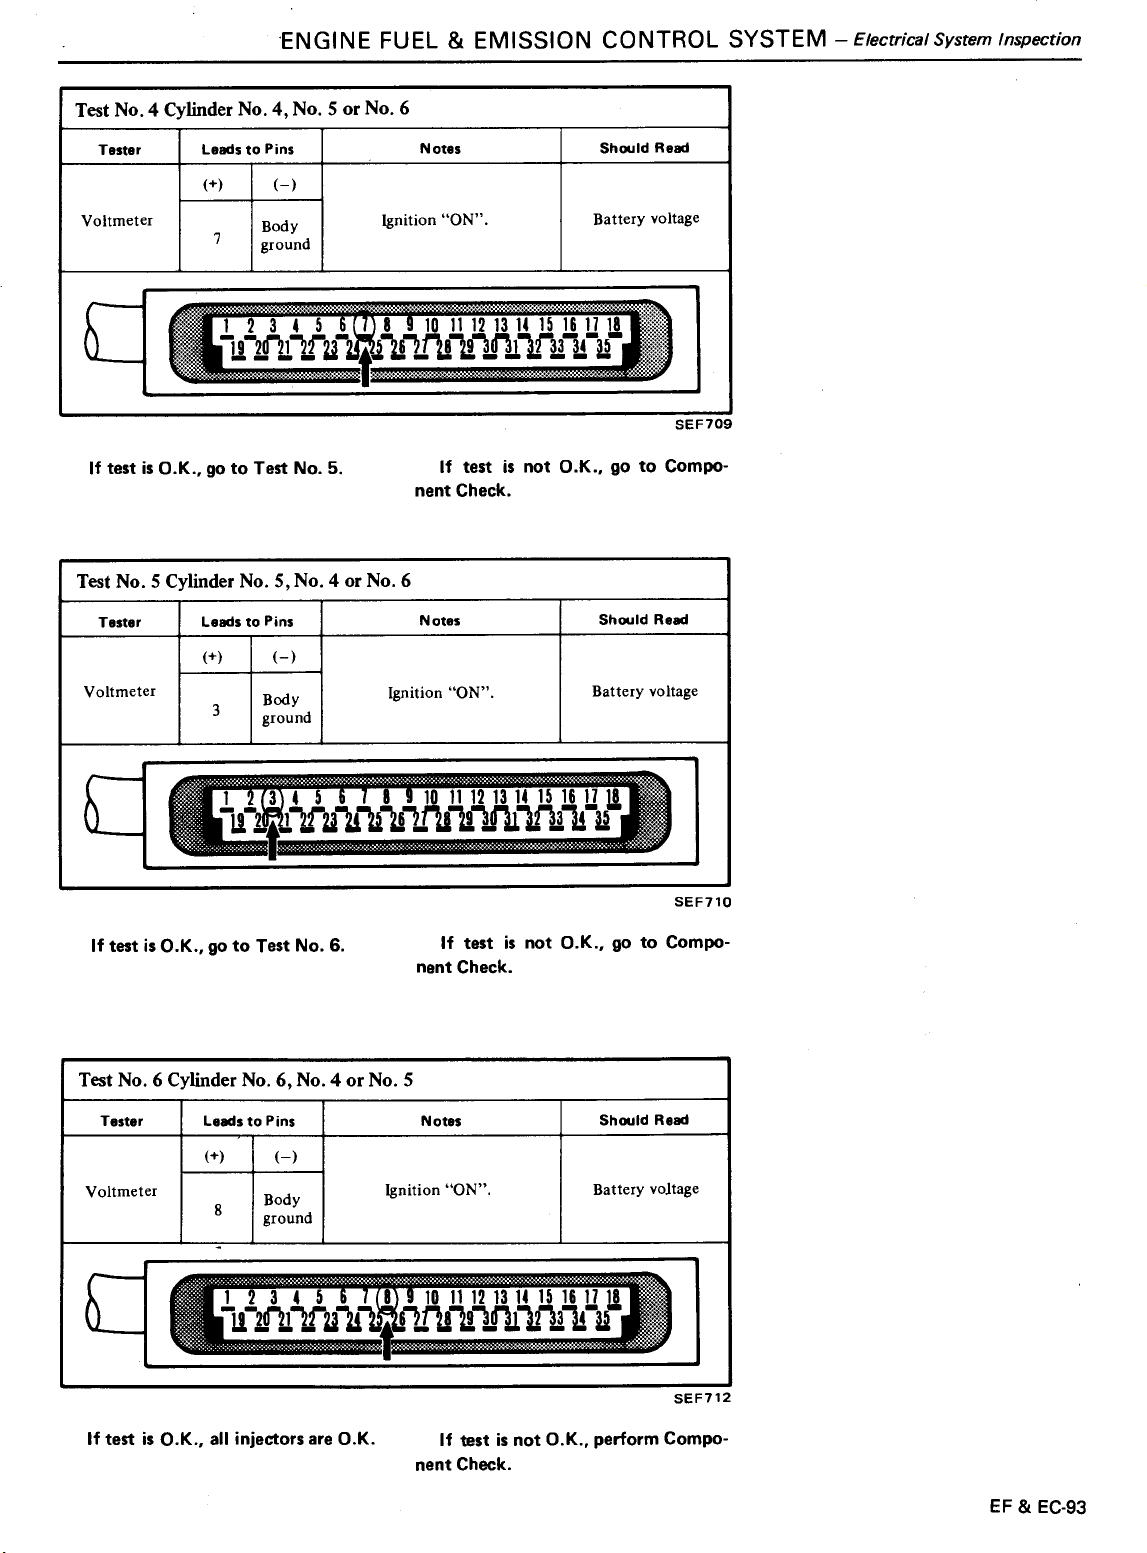 ENGINE FUEL & EMISSION CONTROL SYSTEM – Electrical System Inspection
Test No. 4 Cylinder No. 4, No. 5 or No. 6
Tester Leads to Pins Notes Should Read
(+) (–)
Voltmeter 7 Body ground Ignition “ON”. Battery voltage
1 2 3 4 5 6 7 8 9 10 11 12 13 14 15 16 17 18
19 20 21 22 23 24 25 26 27 28 29 30 31 32 33 34 35
SEF709
If test is O.K., go to Test No. 5.
If test is not O.K., go to Compo-
nent Check.
Test No. 5 Cylinder No. 5, No. 4 or No. 6
Tester Leads to Pins Notes Should Read
(+) (–)
Voltmeter 3 Body ground Ignition “ON”. Battery voltage
1 2 3 4 5 6 7 8 9 10 11 12 13 14 15 16 17 18
19 20 21 22 23 24 25 26 27 28 29 30 31 32 33 34 35
SEF710
If test is O.K., go to Test No. 6.
If test is not O.K., go to Compo-
nent Check.
Test No. 6 Cylinder No. 6, No. 4 or No. 5
Tester Leads to Pins Notes Should Read
(+) (–)
Voltmeter 8 Body ground Ignition “ON”. Battery voltage
1 2 3 4 5 6 7 8 9 10 11 12 13 14 15 16 17 18
19 20 21 22 23 24 25 26 27 28 29 30 31 32 33 34 35
SEF712
If test is O.K., all injectors are O.K.
If test is not O.K., perform Compo-
nent Check.
EF & EC-93